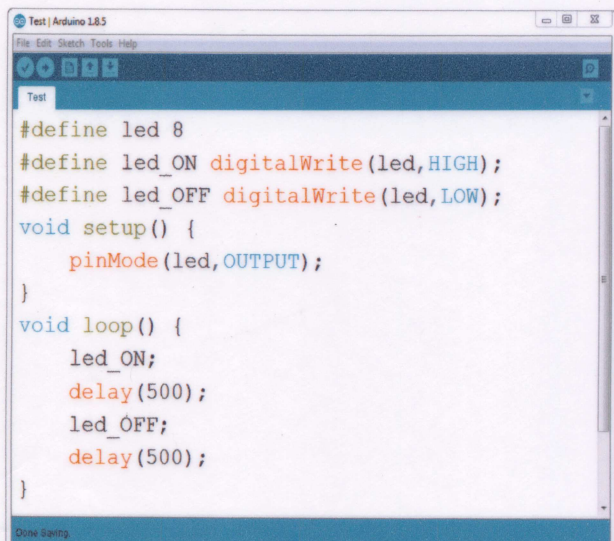 Test | Arduino 1.8.5
File Edit Sketch Tools Help
Test
#define led 8
#define led_ON digitalWrite(led,HIGH);
#define led_OFF digitalWrite(led,LOW);
void setup() {
    pinMode(led,OUTPUT);
}
void loop() {
    led_ON;
    delay(500);
    led_OFF;
    delay(500);
}
Done Saving.